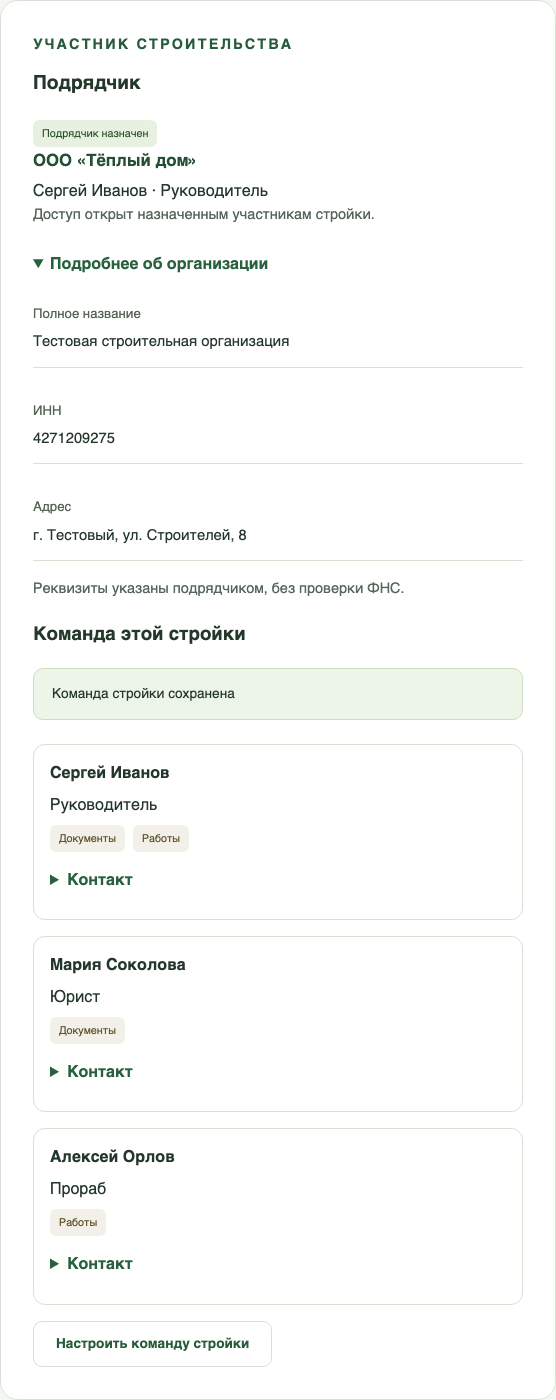 УЧАСТНИК СТРОИТЕЛЬСТВА
Подрядчик
Подрядчик назначен
ООО «Тёплый дом»
Сергей Иванов · Руководитель
Доступ открыт назначенным участникам стройки.
Подробнее об организации
Полное название
Тестовая строительная организация
ИНН
4271209275
Адрес
г. Тестовый, ул. Строителей, 8
Реквизиты указаны подрядчиком, без проверки ФНС.
Команда этой стройки
Команда стройки сохранена
Сергей Иванов
Руководитель
Документы Работы
Контакт
Мария Соколова
Юрист
Документы
Контакт
Алексей Орлов
Прораб
Работы
Контакт
Настроить команду стройки